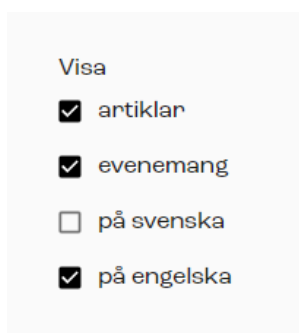 Visa
artiklar
evenemang
på svenska
på engelska